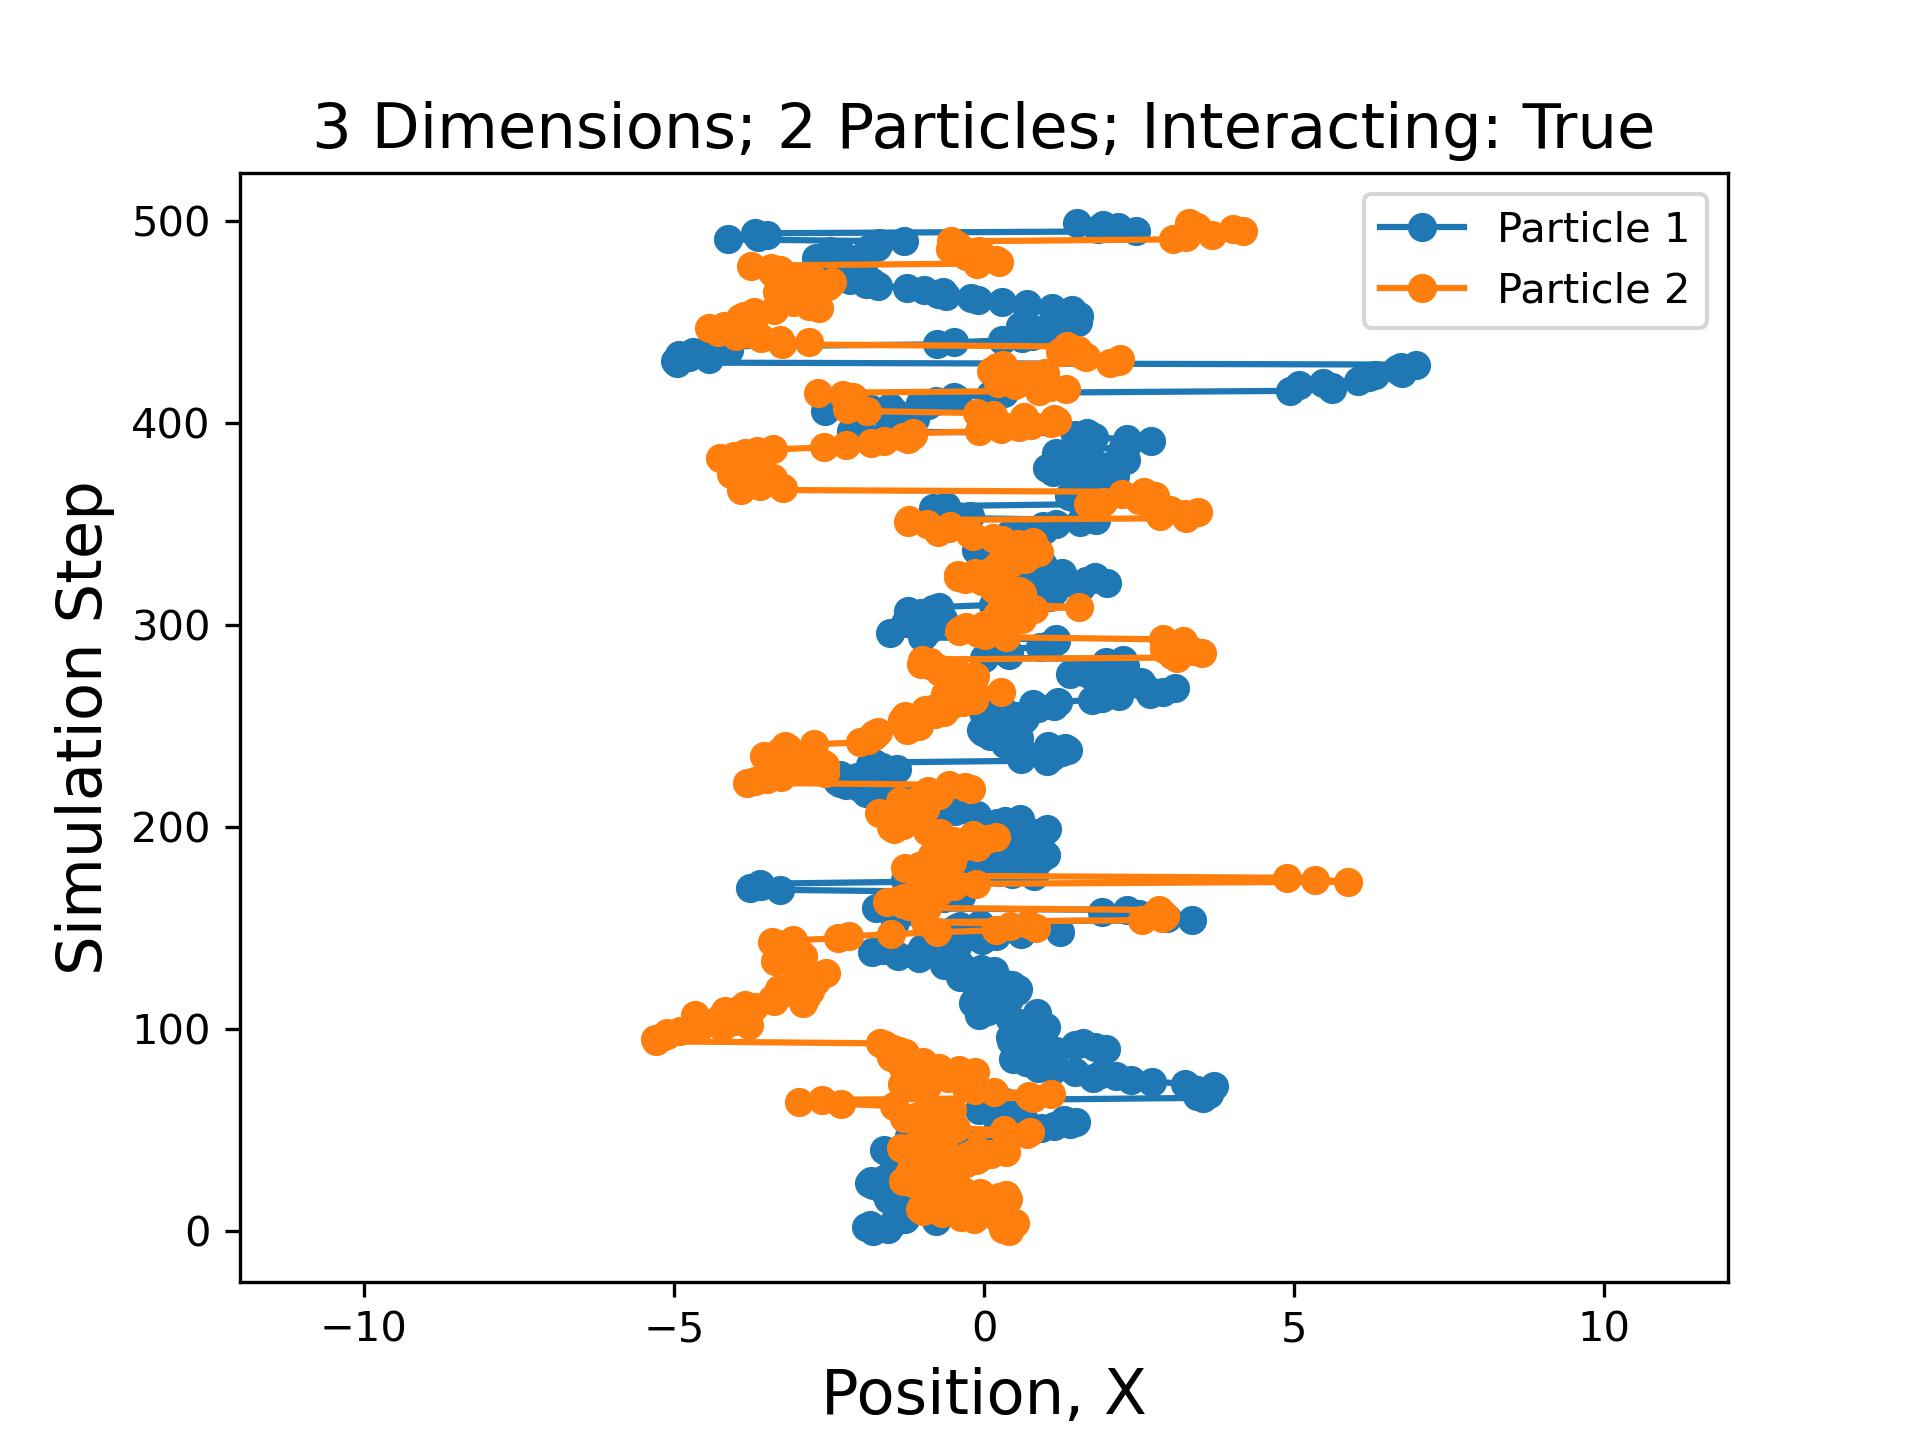 3 Dimensions; 2 Particles; Interacting: True
Particle 1
Particle 2
Simulation Step
500
400
300
200
100
0
−10
−5
0
5
10
Position, X